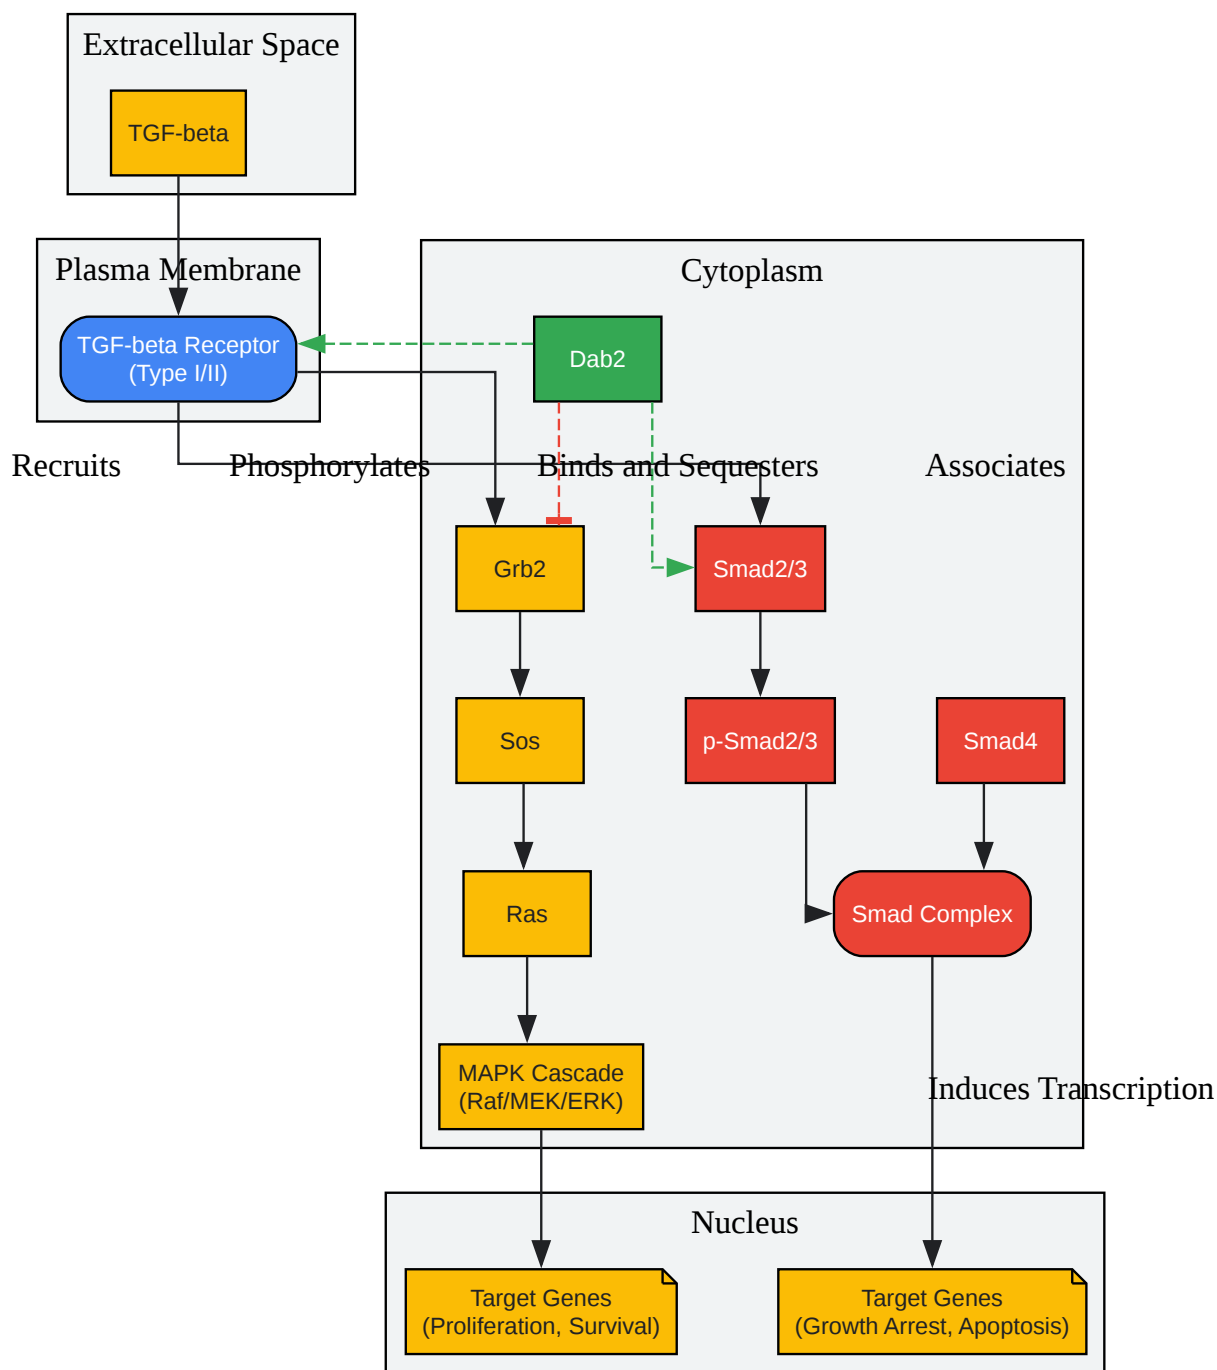 Extracellular Space
TGF-beta
Plasma Membrane
Cytoplasm
TGF-beta Receptor
(Type I/II)
Dab2
Recruits
Phosphorylates
Binds and Sequesters
Associates
Grb2
Smad2/3
Sos
p-Smad2/3
Smad4
Ras
Smad Complex
MAPK Cascade
(Raf/MEK/ERK)
Induces Transcription
Nucleus
Target Genes
(Proliferation, Survival)
Target Genes
(Growth Arrest, Apoptosis)